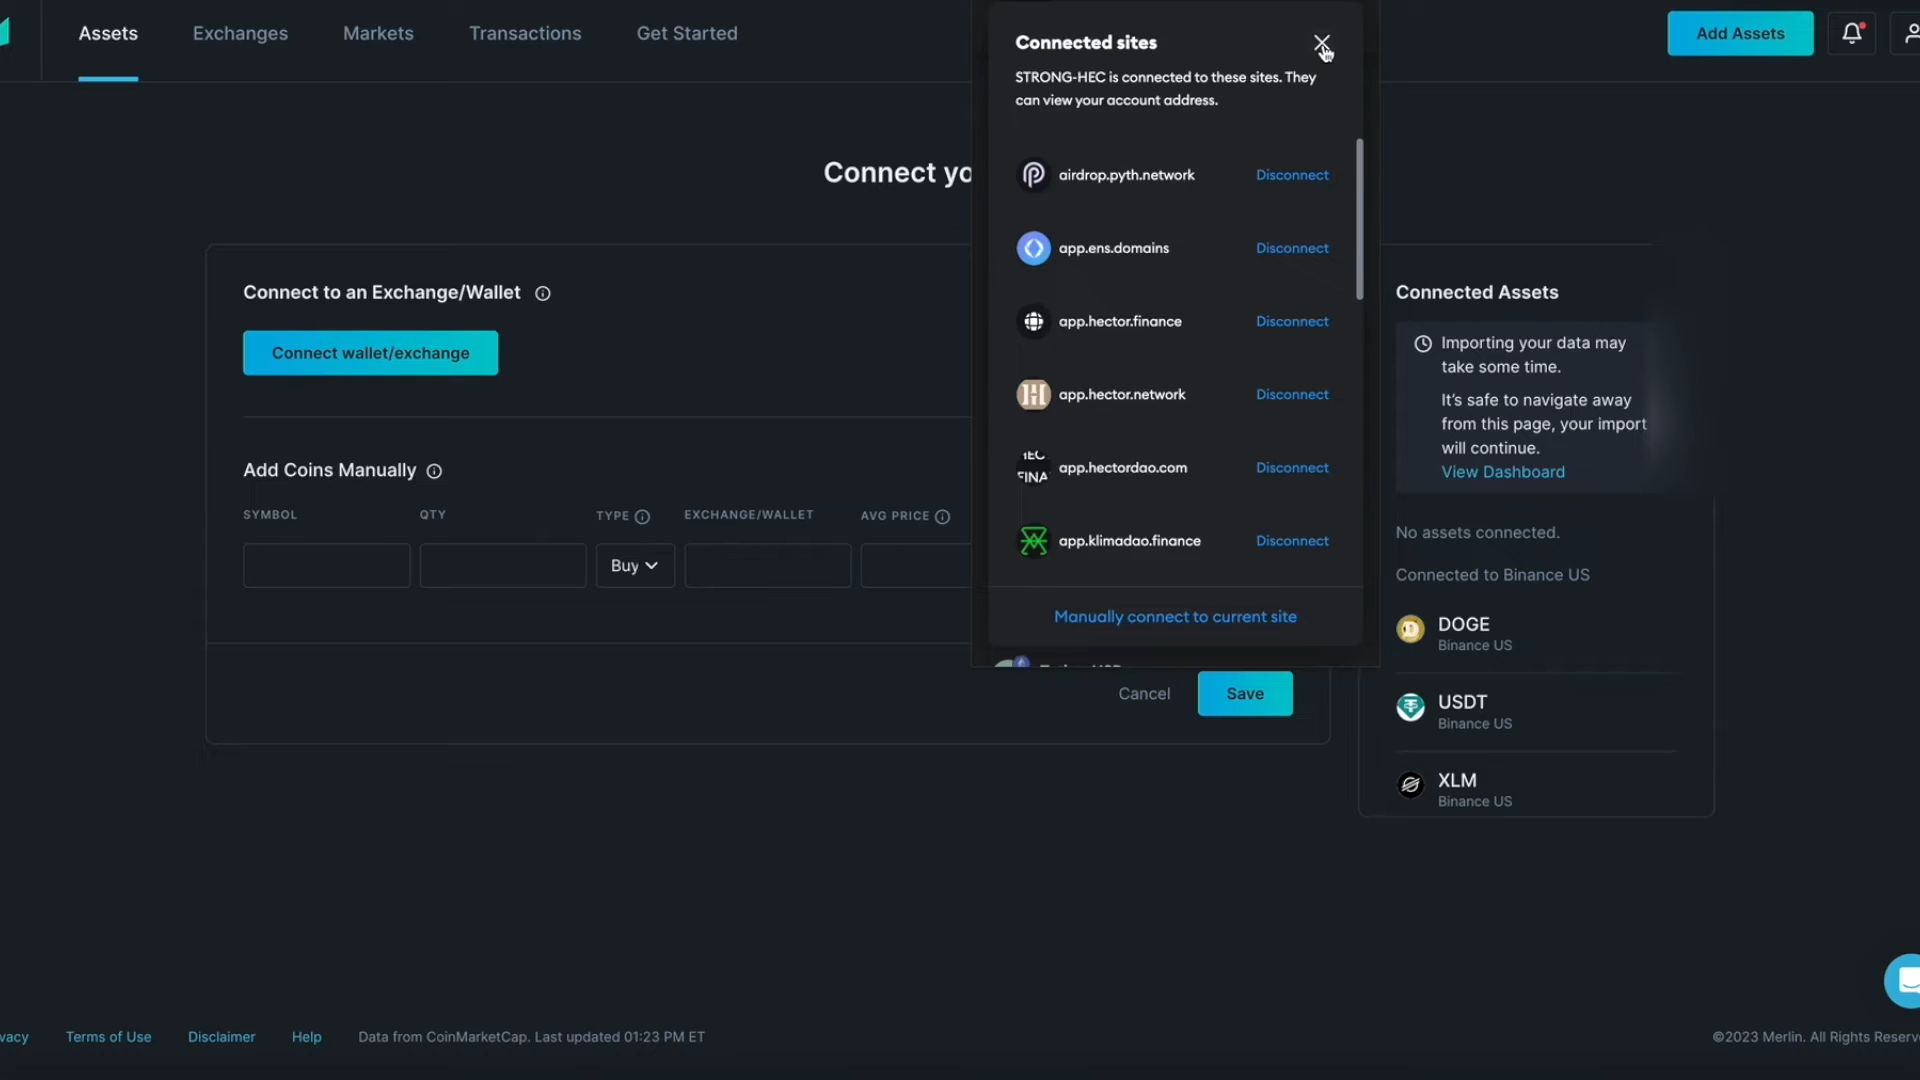 Assets
Exchanges
Markets
Transactions
Get Started
Add Assets
Connected sites
STRONG-HEC is connected to these sites. They
can view your account address.
airdrop.pyth.network
Disconnect
app.ens.domains
Disconnect
app.hector.finance
Disconnect
app.hector.network
Disconnect
app.hectordao.com
Disconnect
app.klimadao.finance
Disconnect
Manually connect to current site
Connect yo
Connect to an Exchange/Wallet
Connect wallet/exchange
Add Coins Manually
SYMBOL
QTY
TYPE
EXCHANGE/WALLET
AVG PRICE
Buy
Cancel
Save
Connected Assets
Importing your data may
take some time.
It's safe to navigate away
from this page, your import
will continue.
View Dashboard
No assets connected.
Connected to Binance US
DOGE
Binance US
USDT
Binance US
XLM
Binance US
vacy
Terms of Use
Disclaimer
Help
Data from CoinMarketCap. Last updated 01:23 PM ET
©2023 Merlin. All Rights Reserv